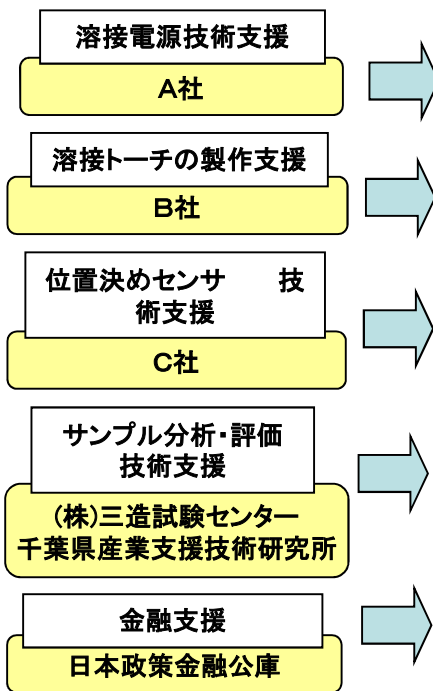 溶接電源技術支援
A社
溶接トーチの製作支援
B社
位置決めセンサ　　技
術支援
C社
サンプル分析・評価
技術支援
(株)三造試験センター
千葉県産業支援技術研究所
金融支援
日本政策金融公庫